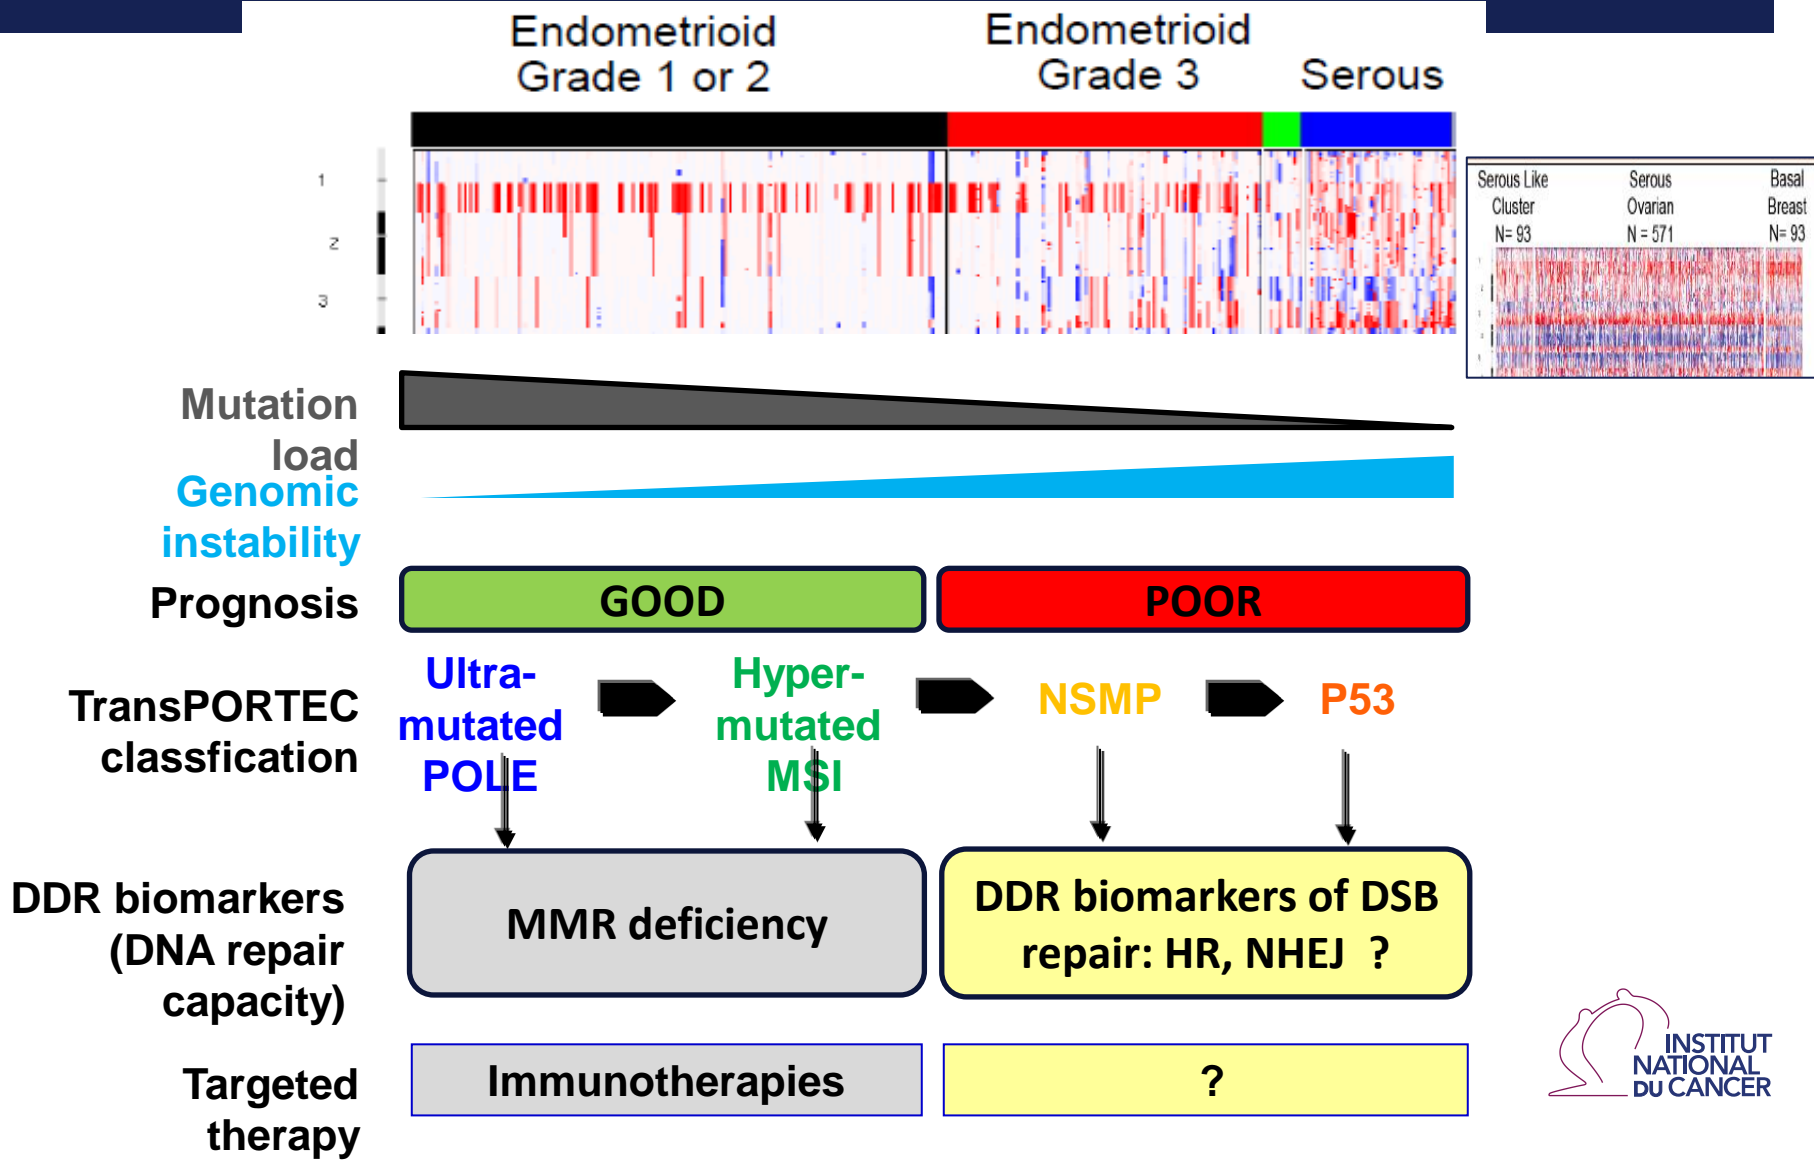 Endometrioid
Grade 1 or 2
Endometrioid
Grade 3
Serous
1
2
3
Serous Like
Cluster
N= 93
Serous
Ovarian
N = 571
Basal
Breast
N= 93
Mutation
load
Genomic
instability
Prognosis
GOOD
POOR
TransPORTEC
classfication
Ultra-
mutated
POLE
Hyper-
mutated
MSI
NSMP
P53
DDR biomarkers
(DNA repair
capacity)
MMR deficiency
DDR biomarkers of DSB
repair: HR, NHEJ ?
Targeted
therapy
Immunotherapies
?
INSTITUT
NATIONAL
DU CANCER